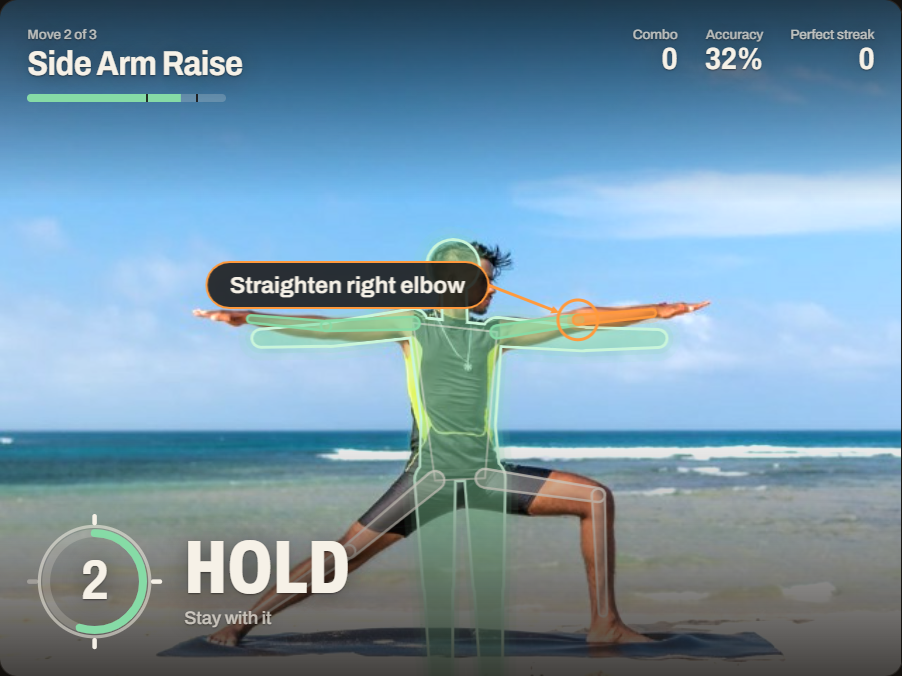 Move 2 of 3
Side Arm Raise
Combo
0
Accuracy
32%
Perfect streak
0
Straighten right elbow
2
HOLD
Stay with it